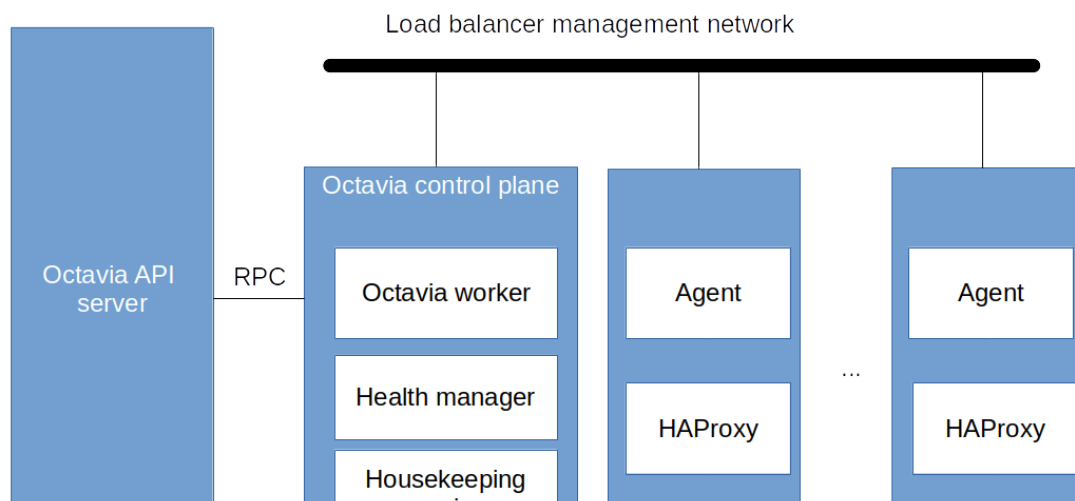 Load balancer management network
Octavia control plane
Octavia API
server
RPC
Octavia worker
Agent
Agent
Health manager
...
HAProxy
HAProxy
Housekeeping